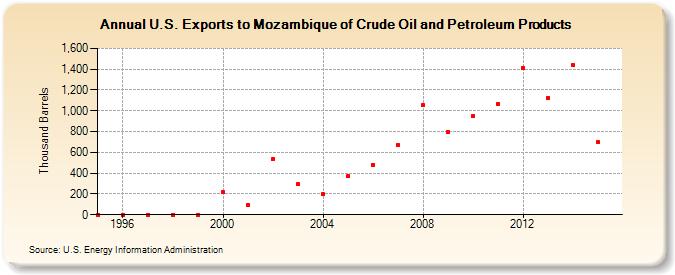 Annual U.S. Exports to Mozambique of Crude Oil and Petroleum Products
Thousand Barrels
1,600
1,400
1,200
1,000
800
600
400
200
0
1996 2000 2004 2008 2012
Source: U.S. Energy Information Administration